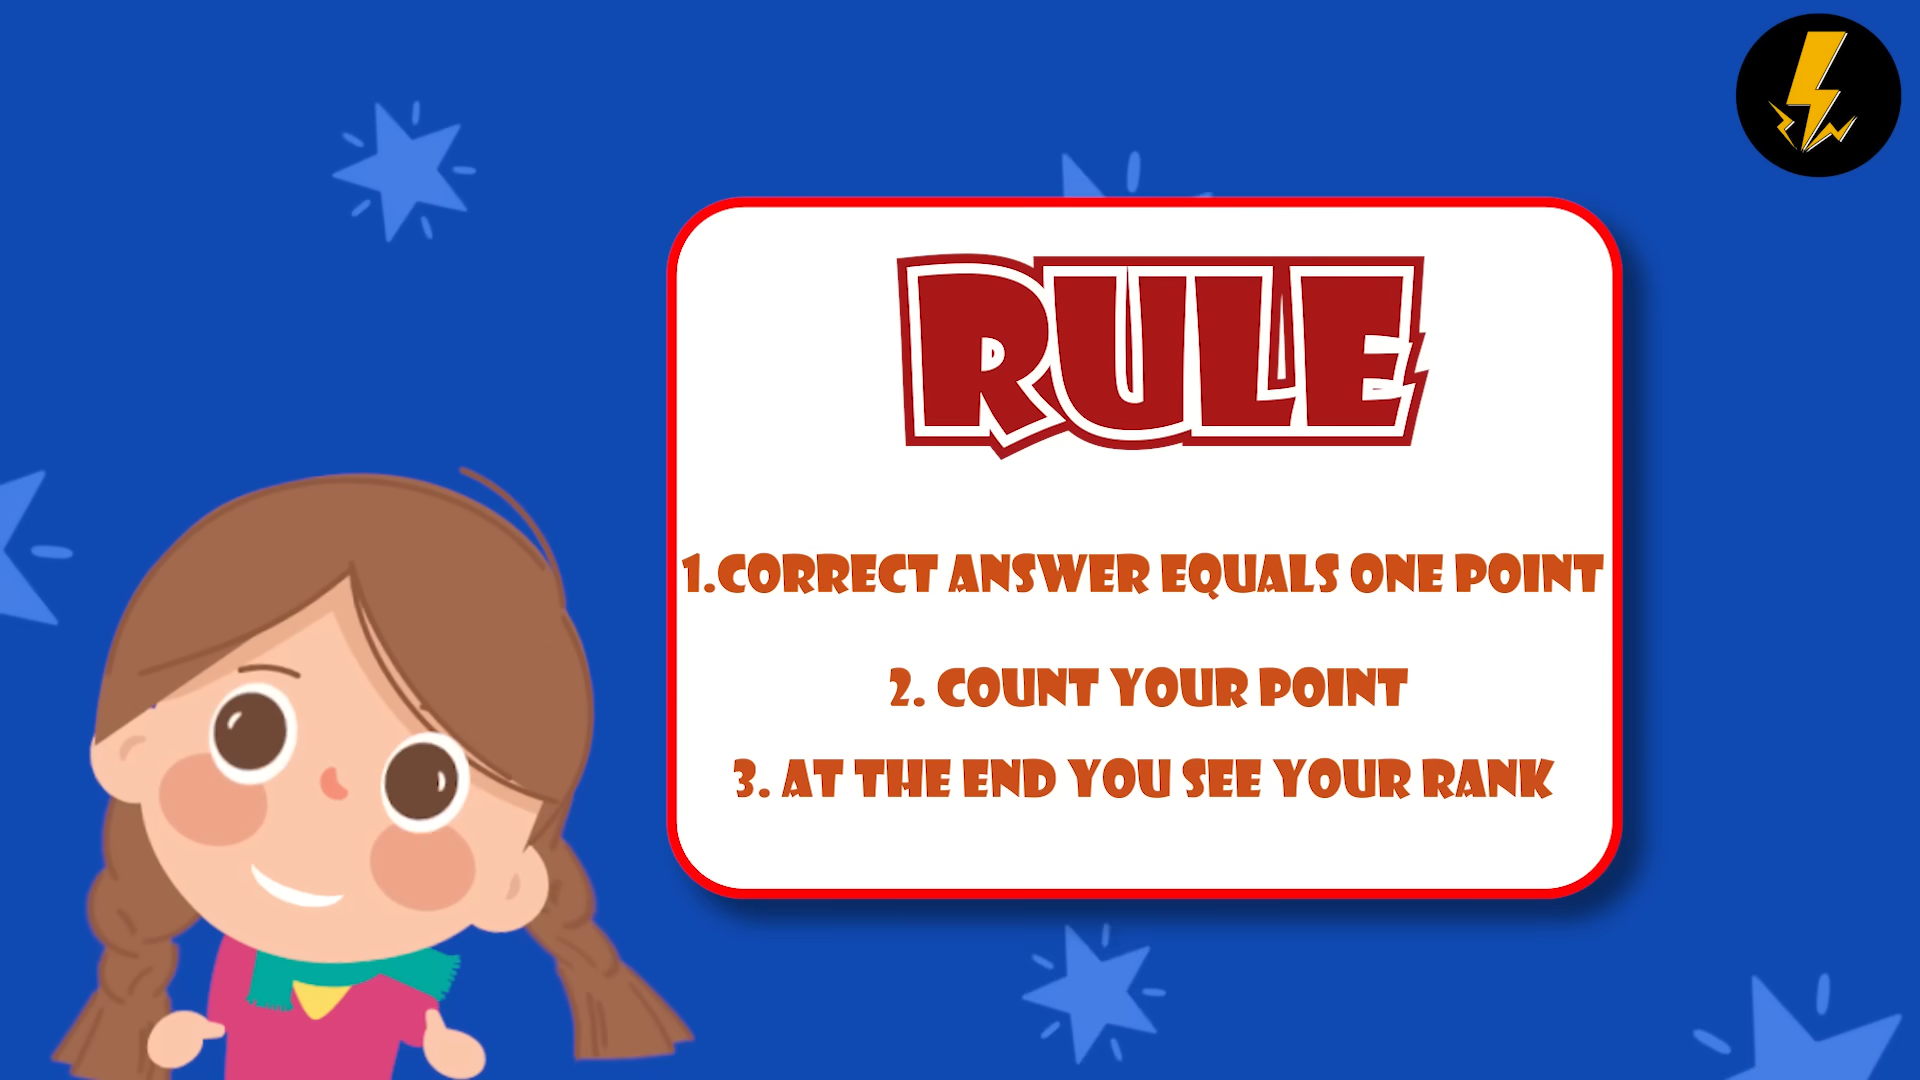 RULE
1.CORRECT ANSWER EQUALS ONE POINT
2. COUNT YOUR POINT
3. AT THE END YOU SEE YOUR RANK